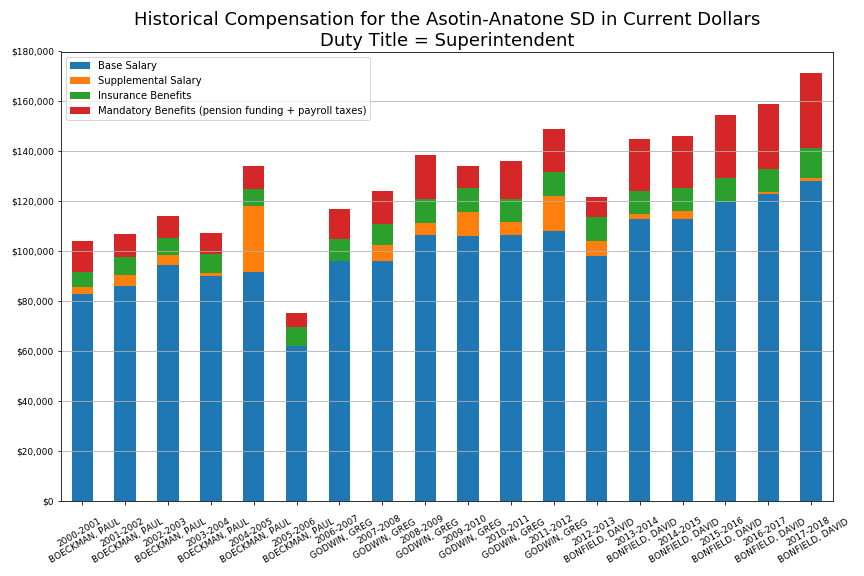 Historical Compensation for the Asotin-Anatone SD in Current Dollars
Duty Title = Superintendent
Base Salary
Supplemental Salary
Insurance Benefits
Mandatory Benefits (pension funding + payroll taxes)
$180,000
$160,000
$140,000
$120,000
$100,000
$80,000
$60,000
$40,000
$20,000
$0
2000-2001
BOECKMAN, PAUL
2001-2002
BOECKMAN, PAUL
2002-2003
BOECKMAN, PAUL
2003-2004
BOECKMAN, PAUL
2004-2005
BOECKMAN, PAUL
2005-2006
BOECKMAN, PAUL
2006-2007
GODWIN, GREG
2007-2008
GODWIN, GREG
2008-2009
GODWIN, GREG
2009-2010
GODWIN, GREG
2010-2011
GODWIN, GREG
2011-2012
GODWIN, GREG
2012-2013
BONFIELD, DAVID
2013-2014
BONFIELD, DAVID
2014-2015
BONFIELD, DAVID
2015-2016
BONFIELD, DAVID
2016-2017
BONFIELD, DAVID
2017-2018
BONFIELD, DAVID